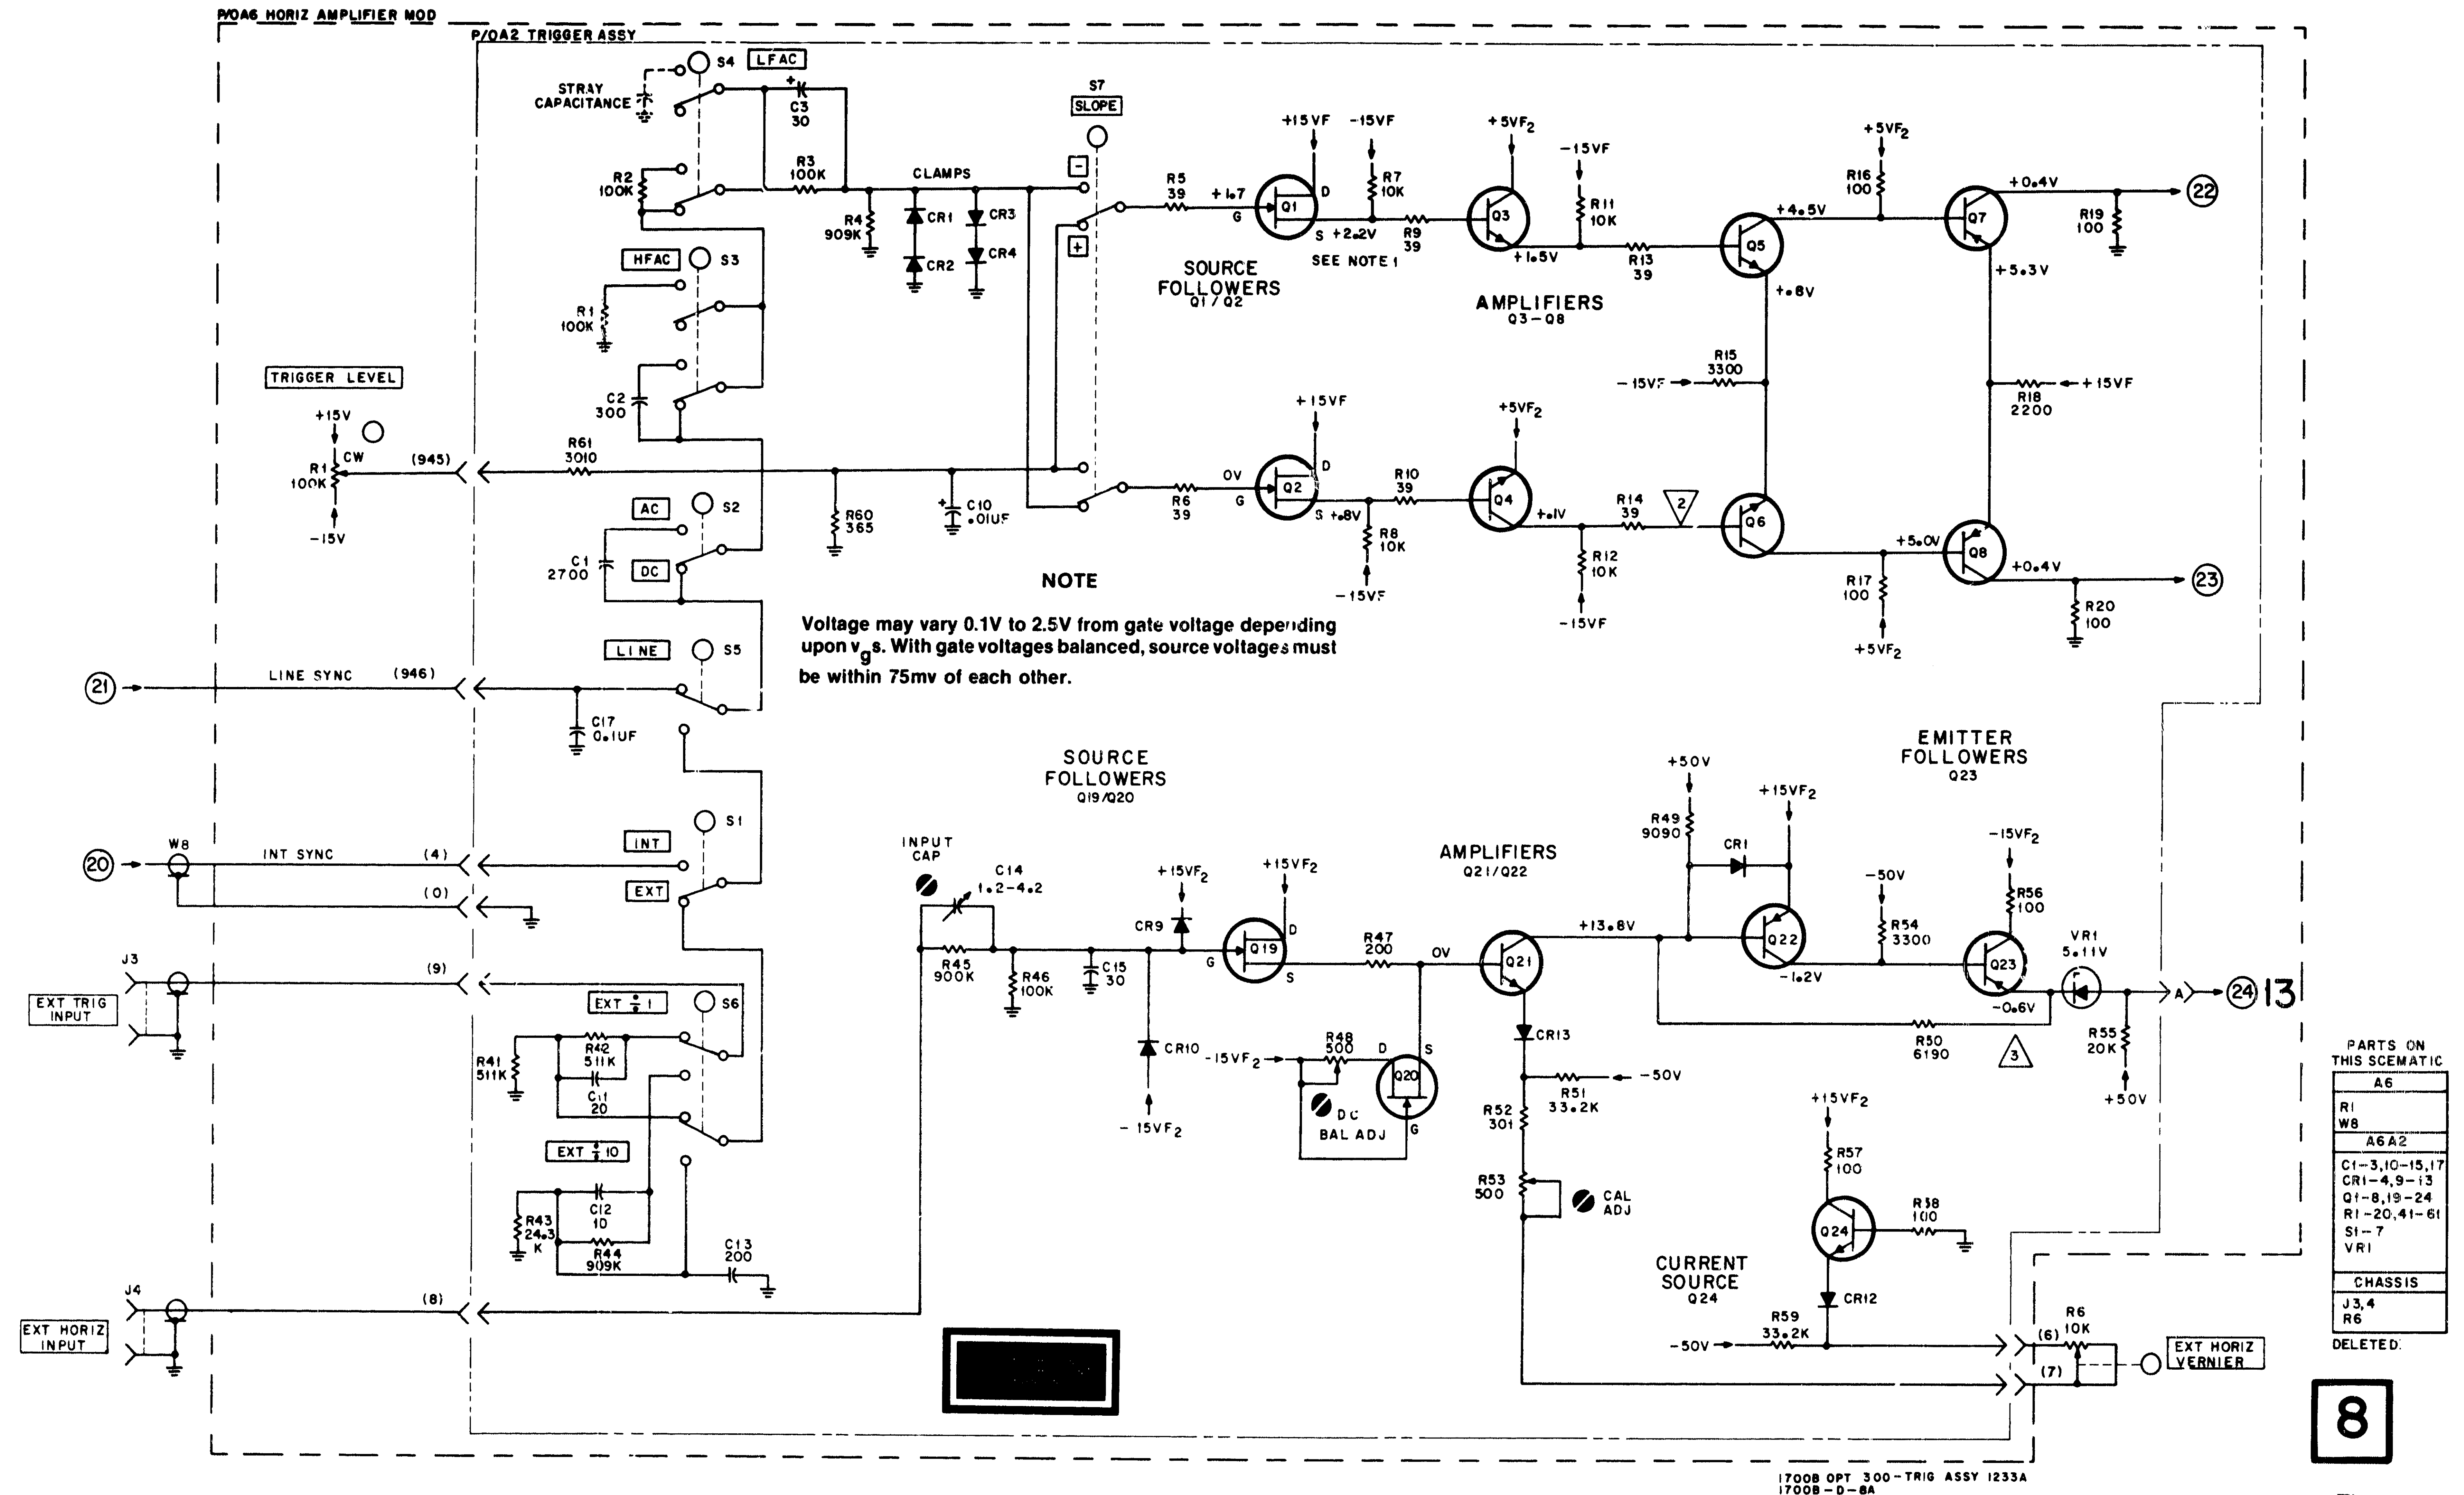 P/OA6 HORIZ AMPLIFIER MOD
P/OA2 TRIGGER ASSY
S4
LFAC
STRAY
CAPACITANCE
C3
30
R2
100K
R3
100K
CLAMPS
R4
909K
CR1
CR2
CR3
CR4
HFAC
S3
R1
100K
C2
300
S7
SLOPE
-
+
R5
39
+1.7
G
+15VF
D
Q1
S
+2.2V
SEE NOTE 1
-15VF
R7
10K
R9
39
+5VF2
Q3
+1.5V
-15VF
R11
10K
R13
39
Q5
+4.5V
+.8V
+5VF2
R16
100
Q7
+0.4V
+5.3V
R19
100
22
SOURCE
FOLLOWERS
Q1/Q2
AMPLIFIERS
Q3-Q8
R15
3300
-15VF
R18
2200
+15VF
TRIGGER LEVEL
+15V
CW
R1
100K
-15V
(945)
R61
3010
R60
365
C10
.01UF
AC
S2
C1
2700
DC
R6
39
0V
G
+15VF
D
Q2
S
+.8V
R8
10K
-15VF
R10
39
+5VF2
Q4
+.1V
R12
10K
-15VF
R14
39
2
Q6
+5.0V
R17
100
+5VF2
Q8
+0.4V
R20
100
23
NOTE
Voltage may vary 0.1V to 2.5V from gate voltage depending
upon vgs. With gate voltages balanced, source voltages must
be within 75mv of each other.
LINE
S5
21
LINE SYNC
(946)
C17
0.1UF
S1
INT
EXT
20
W8
INT SYNC
(4)
(0)
J3
EXT TRIG
INPUT
(9)
EXT ÷ 1
S6
R41
511K
R42
511K
C11
20
EXT ÷ 10
C12
10
R43
24.3
K
R44
909K
C13
200
J4
EXT HORIZ
INPUT
(8)
SOURCE
FOLLOWERS
Q19/Q20
INPUT
CAP
C14
1.2-4.2
R45
900K
R46
100K
C15
30
+15VF2
CR9
CR10
-15VF2
+15VF2
D
Q19
G
S
R47
200
0V
-15VF2
R48
500
D
S
Q20
G
DC
BAL ADJ
AMPLIFIERS
Q21/Q22
Q21
CR13
R51
33.2K
-50V
R52
301
R53
500
CAL
ADJ
+13.8V
+50V
R49
9090
CR1
+15VF2
Q22
-1.2V
EMITTER
FOLLOWERS
Q23
-50V
R54
3300
-15VF2
R56
100
Q23
-0.6V
3
R50
6190
VR1
5.11V
R55
20K
+50V
A
24
13
+15VF2
R57
100
Q24
R38
100
CURRENT
SOURCE
Q24
CR12
R59
33.2K
-50V
(6)
(7)
R6
10K
EXT HORIZ
VERNIER
PARTS ON
THIS SCEMATIC
A6
R1
W8
A6A2
C1-3,10-15,17
CR1-4,9-13
Q1-8,19-24
R1-20,41-61
S1-7
VR1
CHASSIS
J3,4
R6
DELETED:
8
1700B OPT 300-TRIG ASSY 1233A
1700B-D-8A